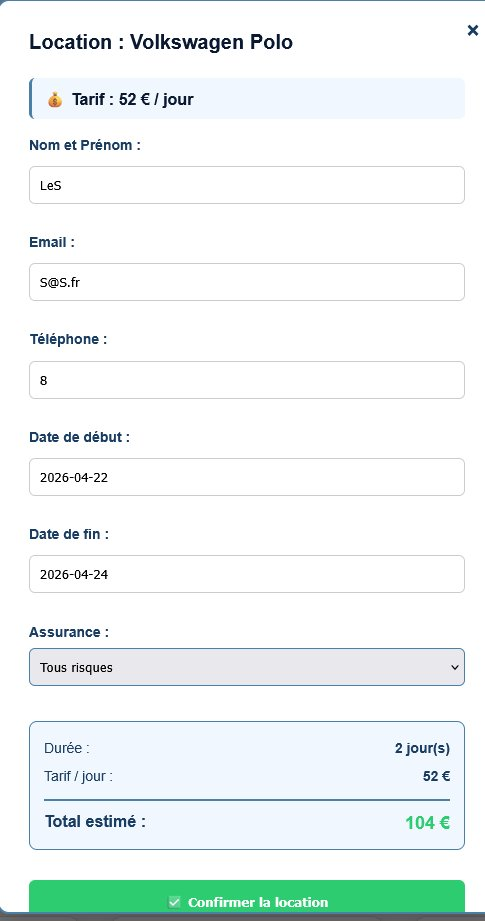 ×
Location : Volkswagen Polo
💰 Tarif : 52 € / jour
Nom et Prénom :
LeS
Email :
S@S.fr
Téléphone :
8
Date de début :
2026-04-22
Date de fin :
2026-04-24
Assurance :
Tous risques
Durée : 2 jour(s)
Tarif / jour : 52 €
Total estimé : 104 €
✅ Confirmer la location